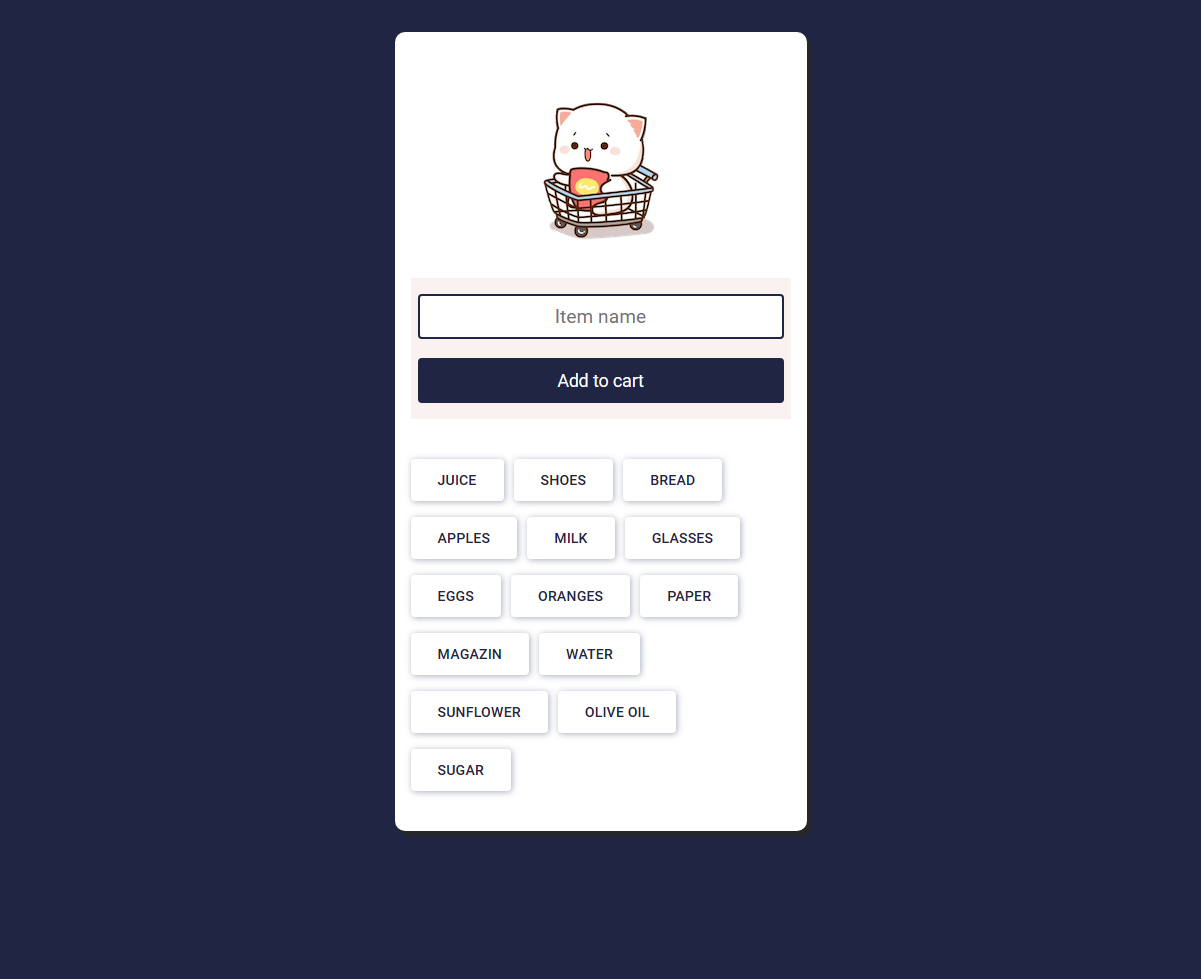 Item name
Add to cart
JUICE SHOES BREAD
APPLES MILK GLASSES
EGGS ORANGES PAPER
MAGAZIN WATER
SUNFLOWER OLIVE OIL
SUGAR